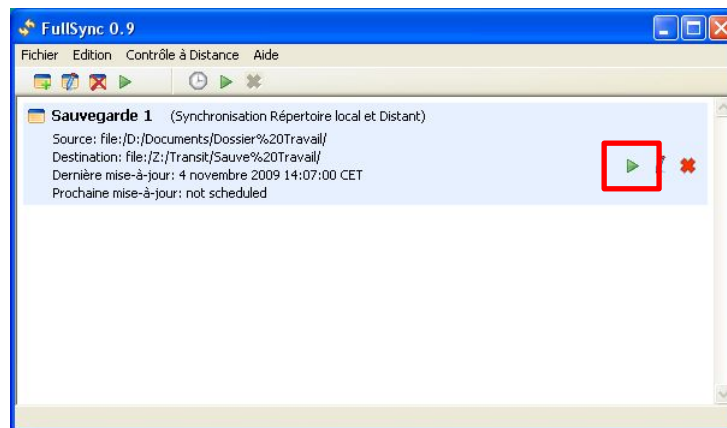 FullSync 0.9
Fichier Edition Contrôle à Distance Aide
Sauvegarde 1 (Synchronisation Répertoire local et Distant)
Source: file:/D:/Documents/Dossier%20Travail/
Destination: file:/Z:/Transit/Sauve%20Travail/
Dernière mise-à-jour: 4 novembre 2009 14:07:00 CET
Prochaine mise-à-jour: not scheduled